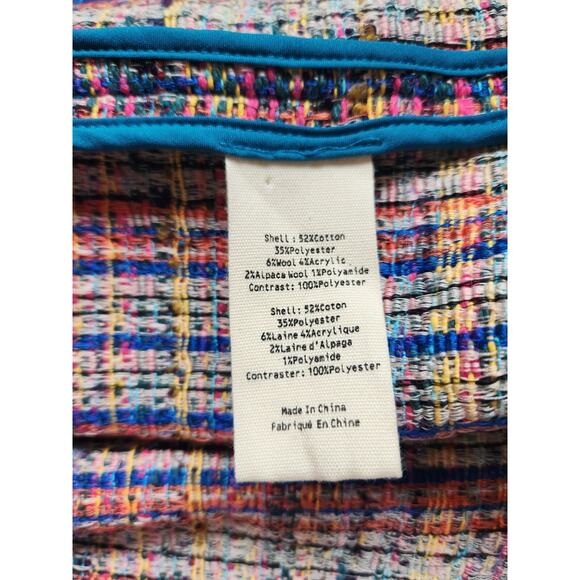 Shell: 52%Cotton
35%Polyester
6%Wool 4%Acrylic
2%Alpaca Wool 1%Polyamide
Contrast: 100%Polyester
Shell: 52%Coton
35%Polyester
6%Laine 4%Acrylique
2%Laine d'Alpaga
1%Polyamide
Contraster: 100%Polyester
Made In China
Fabriqué En Chine